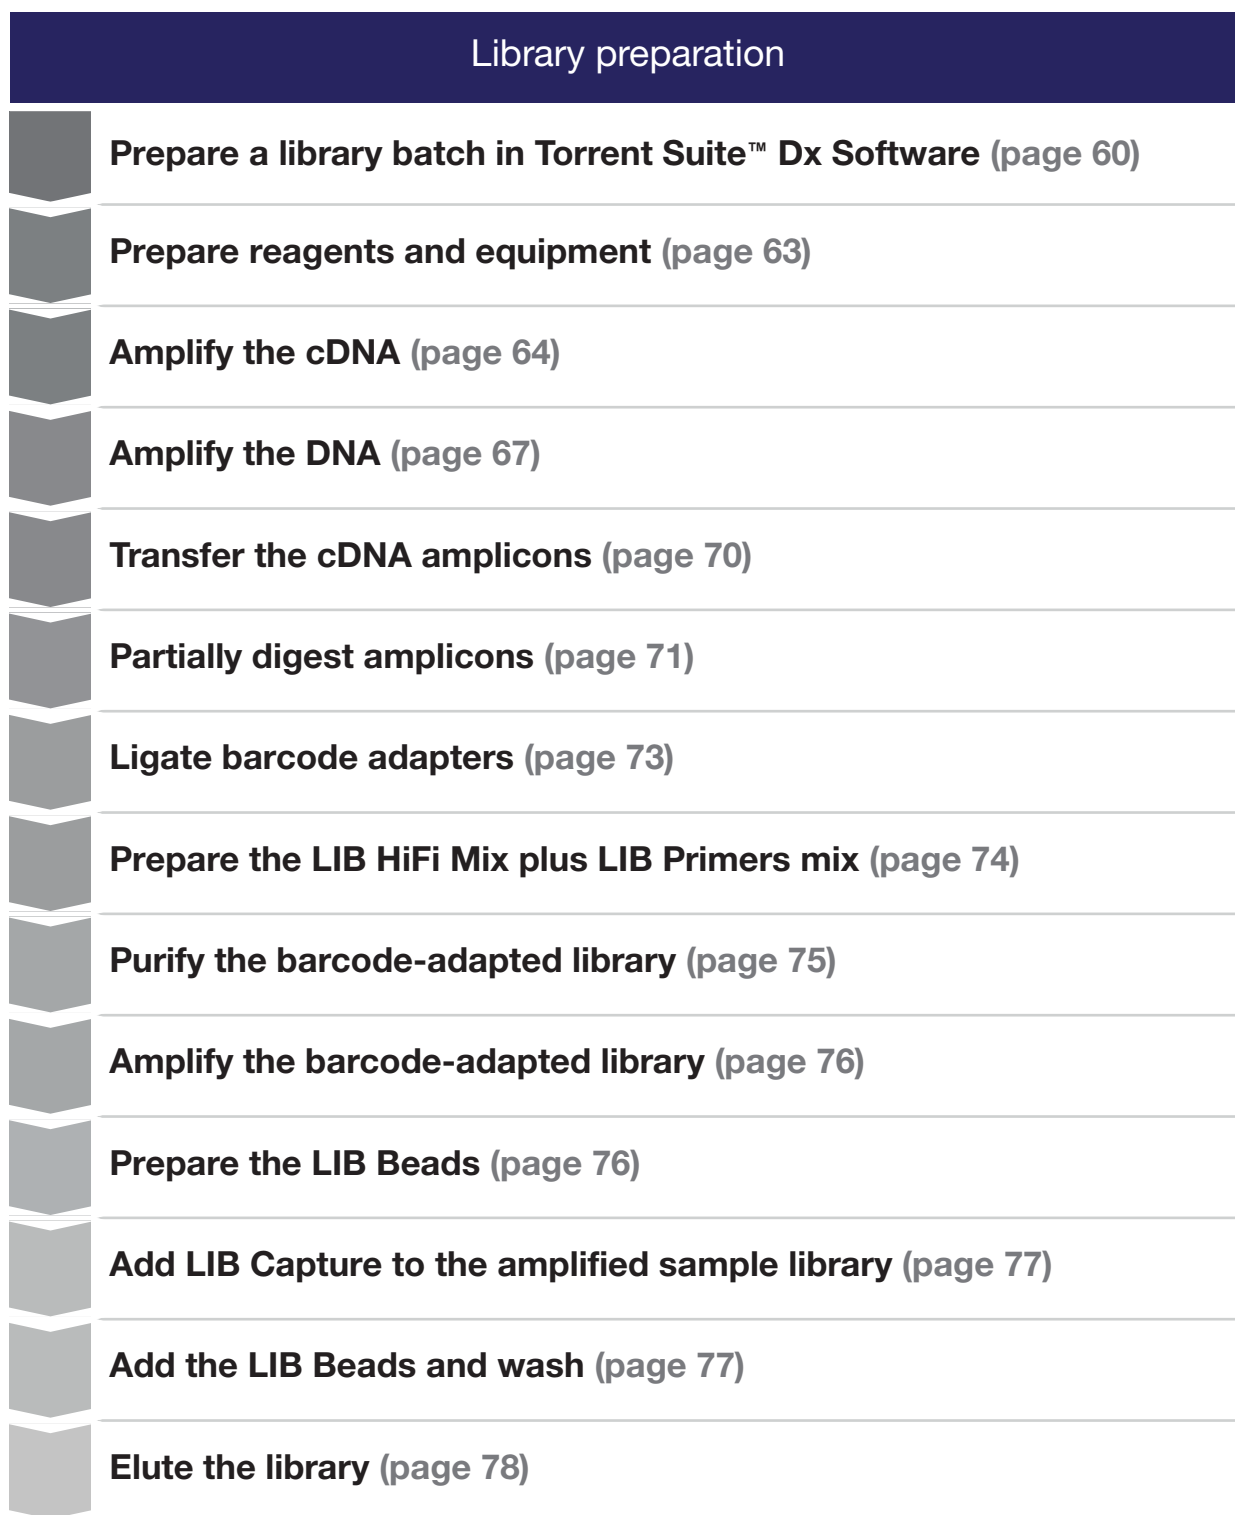 Library preparation
Prepare a library batch in Torrent Suite™ Dx Software (page 60)
Prepare reagents and equipment (page 63)
Amplify the cDNA (page 64)
Amplify the DNA (page 67)
Transfer the cDNA amplicons (page 70)
Partially digest amplicons (page 71)
Ligate barcode adapters (page 73)
Prepare the LIB HiFi Mix plus LIB Primers mix (page 74)
Purify the barcode-adapted library (page 75)
Amplify the barcode-adapted library (page 76)
Prepare the LIB Beads (page 76)
Add LIB Capture to the amplified sample library (page 77)
Add the LIB Beads and wash (page 77)
Elute the library (page 78)